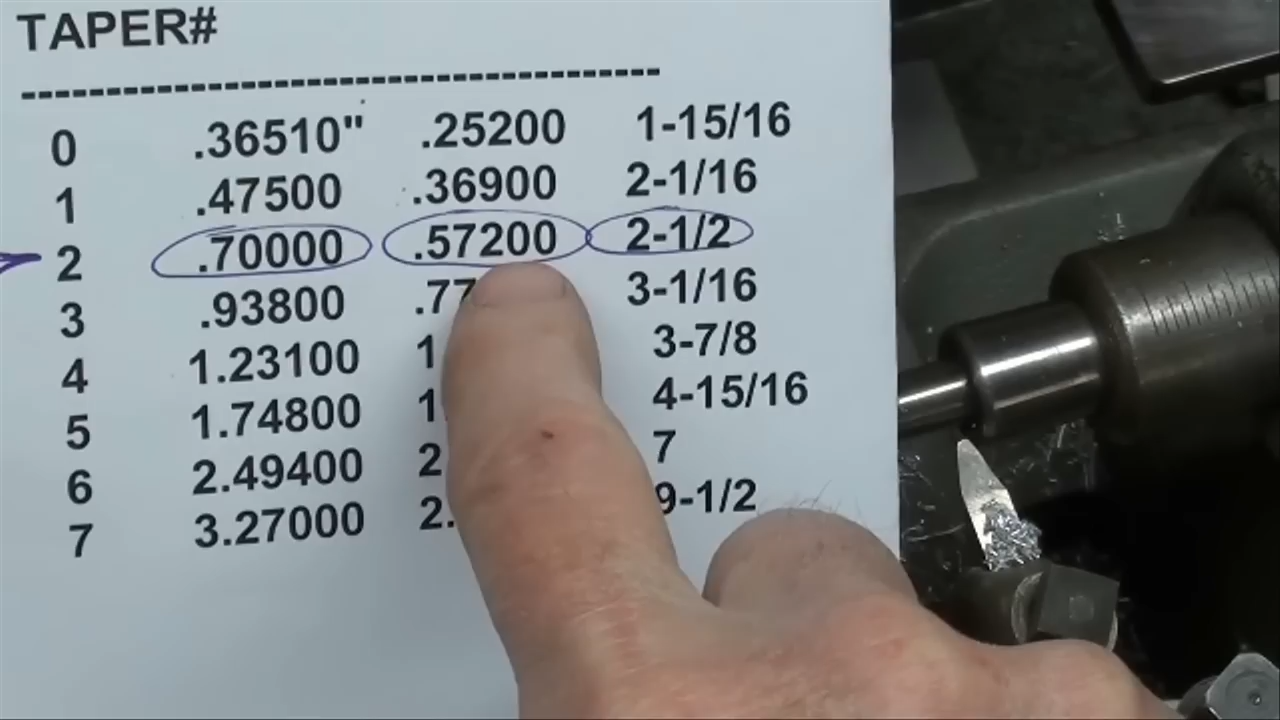 TAPER#
-------------------------------------------
0 .36510" .25200 1-15/16
1 .47500 .36900 2-1/16
2 .70000 .57200 2-1/2
3 .93800 3-1/16
4 1.23100 3-7/8
5 1.74800 4-15/16
6 2.49400 7
7 3.27000 9-1/2